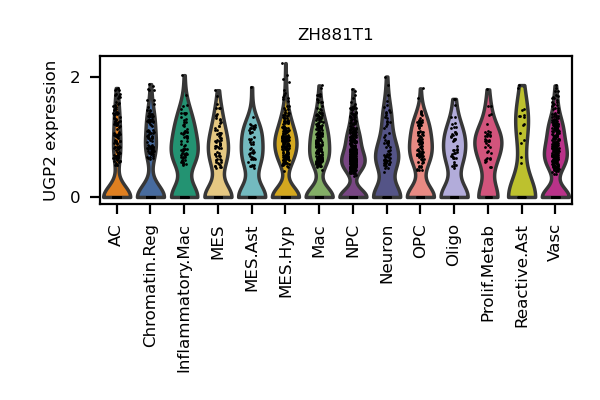 ZH881T1
UGP2 expression
2
0
AC
Chromatin.Reg
Inflammatory.Mac
MES
MES.Ast
MES.Hyp
Mac
NPC
Neuron
OPC
Oligo
Prolif.Metab
Reactive.Ast
Vasc